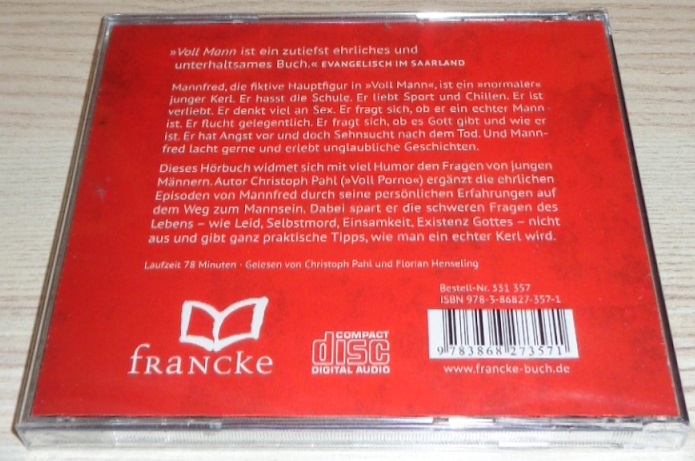 »Voll Mann ist ein zutiefst ehrliches und
unterhaltsames Buch.« EVANGELISCH IM SAARLAND
Mannfred, die fiktive Hauptfigur in »Voll Mann«, ist ein »normaler«
junger Kerl. Er hasst die Schule. Er liebt Sport und Chillen. Er ist
verliebt. Er denkt viel an Sex. Er fragt sich, ob er ein echter Mann
ist. Er flucht gelegentlich. Er fragt sich, ob es Gott gibt und wie er
ist. Er hat Angst vor und doch Sehnsucht nach dem Tod. Und Mann-
fred lacht gerne und erlebt unglaubliche Geschichten.
Dieses Hörbuch widmet sich mit viel Humor den Fragen von jungen
Männern. Autor Christoph Pahl (»Voll Porno«) ergänzt die ehrlichen
Episoden von Mannfred durch seine persönlichen Erfahrungen auf
dem Weg zum Mannsein. Dabei spart er die schweren Fragen des
Lebens – wie Leid, Selbstmord, Einsamkeit, Existenz Gottes – nicht
aus und gibt ganz praktische Tipps, wie man ein echter Kerl wird.
Laufzeit 78 Minuten · Gelesen von Christoph Pahl und Florian Henseling
Bestell-Nr. 331 357
ISBN 978-3-86827-357-1
9 783868 273571
www.francke-buch.de
francke
COMPACT
disc
DIGITAL AUDIO